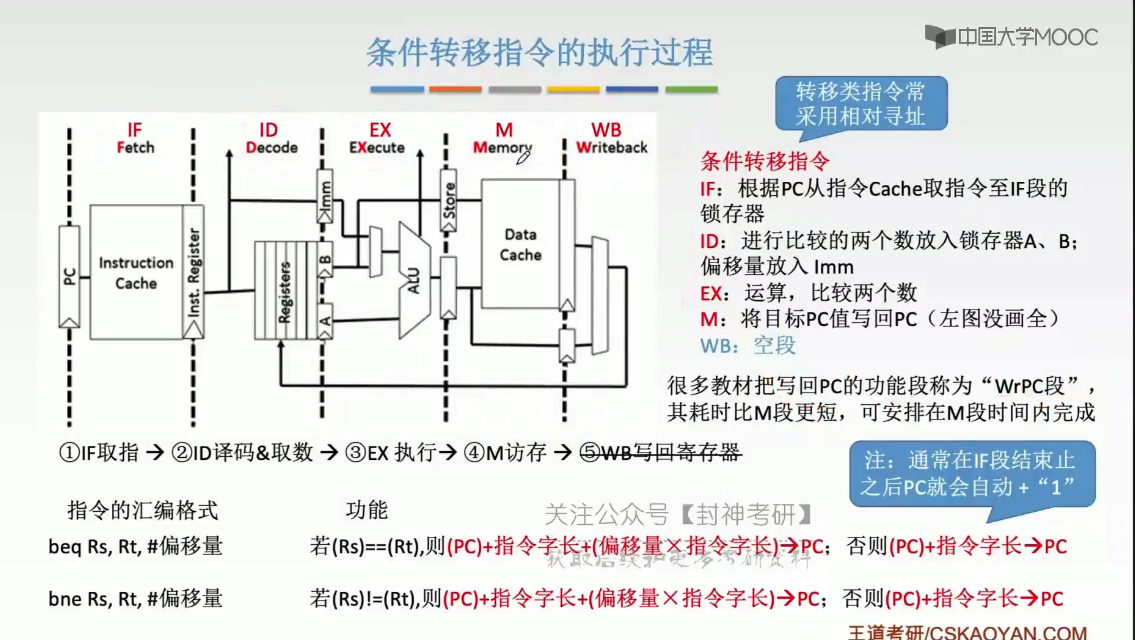 中国大学MOOC
条件转移指令的执行过程
转移类指令常
采用相对寻址
IF
Fetch
ID
Decode
EX
EXecute
M
Memory
WB
Writeback
PC
Instruction
Cache
Inst. Register
Registers
Imm
B
A
ALU
Store
Data
Cache
条件转移指令
IF：根据PC从指令Cache取指令至IF段的
锁存器
ID：进行比较的两个数放入锁存器A、B；
偏移量放入 Imm
EX：运算，比较两个数
M：将目标PC值写回PC（左图没画全）
WB：空段
很多教材把写回PC的功能段称为“WrPC段”，
其耗时比M段更短，可安排在M段时间内完成
①IF取指 → ②ID译码&取数 → ③EX 执行→ ④M访存 → ⑤WB写回寄存器
注：通常在IF段结束止
之后PC就会自动 +“1”
指令的汇编格式 功能
关注公众号【封神考研】
beq Rs, Rt, #偏移量 若(Rs)==(Rt),则(PC)+指令字长+(偏移量×指令字长)→PC；否则(PC)+指令字长→PC
获取后续和更多考研资料
bne Rs, Rt, #偏移量 若(Rs)!=(Rt),则(PC)+指令字长+(偏移量×指令字长)→PC；否则(PC)+指令字长→PC
王道考研/CSKAOYAN.COM